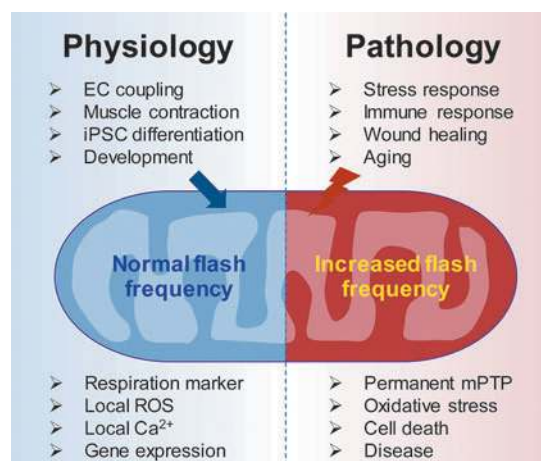 Physiology
➢ EC coupling
➢ Muscle contraction
➢ iPSC differentiation
➢ Development
Pathology
➢ Stress response
➢ Immune response
➢ Wound healing
➢ Aging
Normal flash
frequency
Increased flash
frequency
➢ Respiration marker
➢ Local ROS
➢ Local Ca²⁺
➢ Gene expression
➢ Permanent mPTP
➢ Oxidative stress
➢ Cell death
➢ Disease